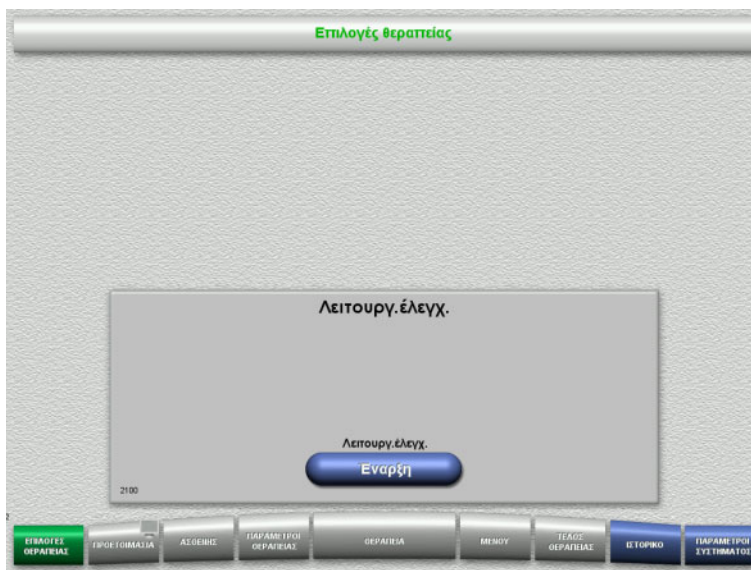 Επιλογές θεραπείας
Λειτουργ.έλεγχ.
Λειτουργ.έλεγχ.
Έναρξη
2100
ΕΠΙΛΟΓΕΣ
ΘΕΡΑΠΕΙΑΣ
ΠΡΟΕΤΟΙΜΑΣΙΑ
ΑΣΘΕΝΗΣ
ΠΑΡΑΜΕΤΡΟΙ
ΘΕΡΑΠΕΙΑΣ
ΘΕΡΑΠΕΙΑ
ΜΕΝΟΥ
ΤΕΛΟΣ
ΘΕΡΑΠΕΙΑΣ
ΙΣΤΟΡΙΚΟ
ΠΑΡΑΜΕΤΡΟΙ
ΣΥΣΤΗΜΑΤΟΣ